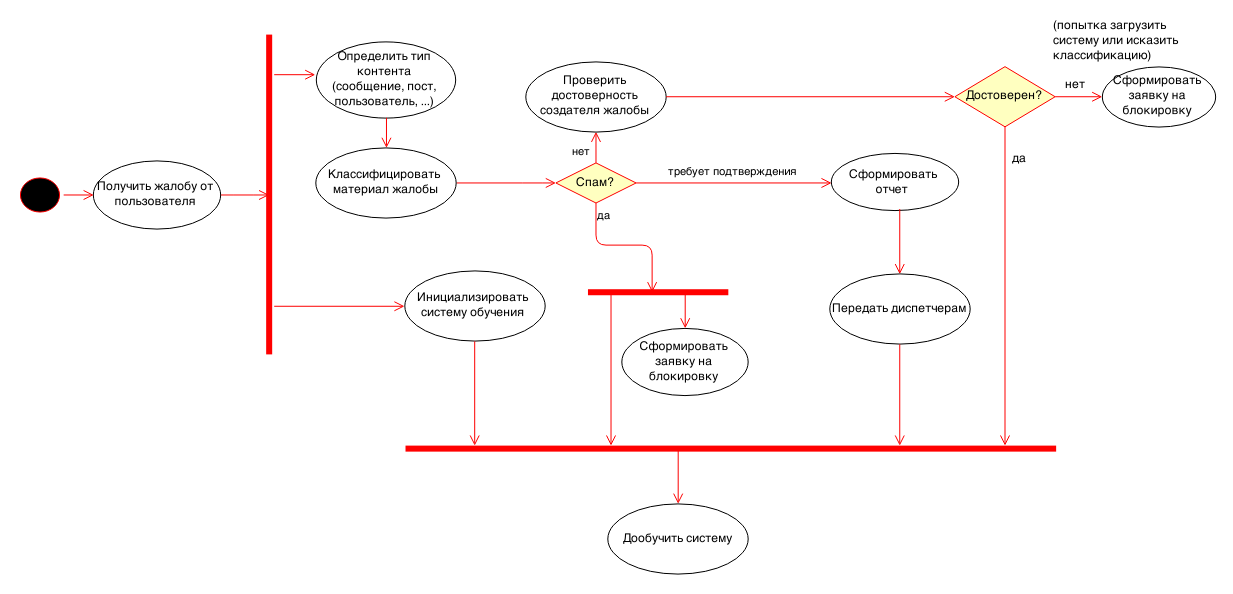 (попытка загрузить
систему или исказить
классификацию)
Определить тип
контента
(сообщение, пост,
пользователь, ...)
Проверить
достоверность
создателя жалобы
Достоверен?
нет
Сформировать
заявку на
блокировку
да
нет
Получить жалобу от
пользователя
Классифицировать
материал жалобы
Спам?
требует подтверждения
Сформировать
отчет
да
Инициализировать
систему обучения
Передать диспетчерам
Сформировать
заявку на
блокировку
Дообучить систему